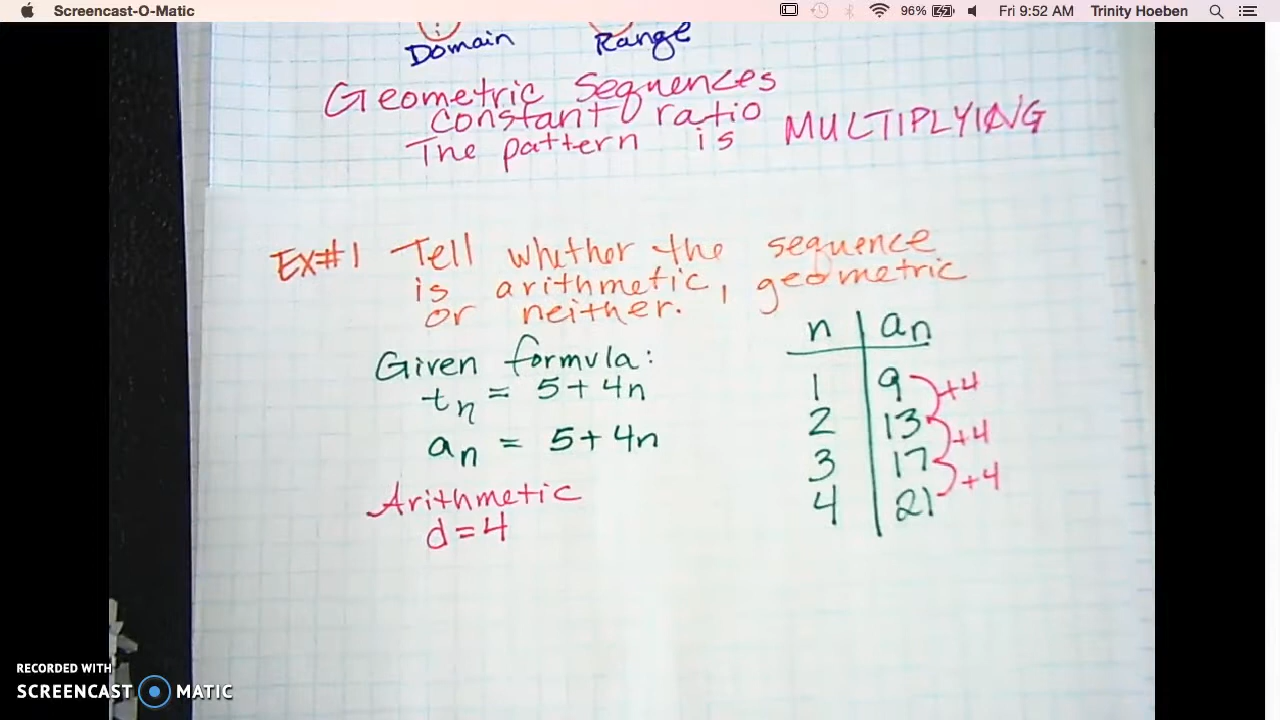 Screencast-O-Matic
96%
Fri 9:52 AM
Trinity Hoeben
Domain
Range
Geometric Sequences
constant ratio
The pattern is MULTIPLYING
Ex#1 Tell whether the sequence
is arithmetic, geometric
or neither.
Given formula:
tn = 5+4n
an = 5+4n
Arithmetic
d=4
n an
1 9
+4
2 13
+4
3 17
+4
4 21
RECORDED WITH
SCREENCAST MATIC